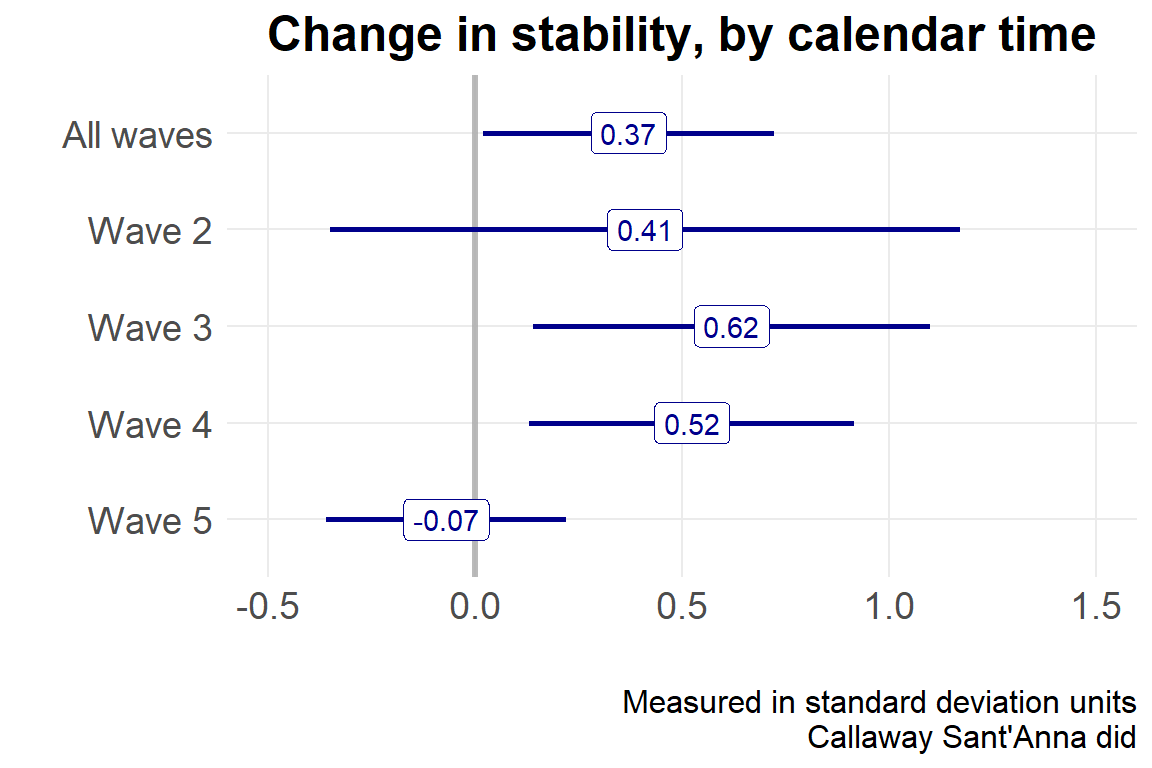 Change in stability, by calendar time
All waves
0.37
Wave 2
0.41
Wave 3
0.62
Wave 4
0.52
Wave 5
-0.07
-0.5 0.0 0.5 1.0 1.5
Measured in standard deviation units
Callaway Sant'Anna did